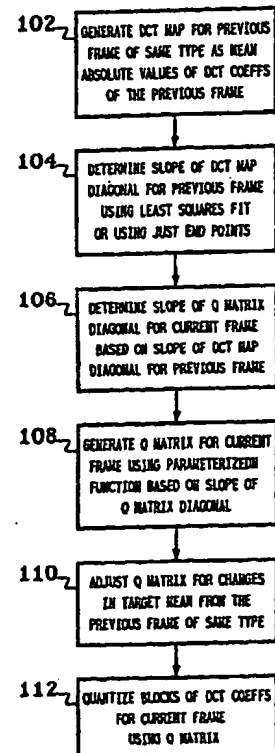 102
GENERATE DCT MAP FOR PREVIOUS
FRAME OF SAME TYPE AS MEAN
ABSOLUTE VALUES OF DCT COEFFS
OF THE PREVIOUS FRAME
104
DETERMINE SLOPE OF DCT MAP
DIAGONAL FOR PREVIOUS FRAME
USING LEAST SQUARES FIT
OR USING JUST END POINTS
106
DETERMINE SLOPE OF Q MATRIX
DIAGONAL FOR CURRENT FRAME
BASED ON SLOPE OF DCT MAP
DIAGONAL FOR PREVIOUS FRAME
108
GENERATE Q MATRIX FOR CURRENT
FRAME USING PARAMETERIZEDN
FUNCTION BASED ON SLOPE OF
Q MATRIX DIAGONAL
110
ADJUST Q MATRIX FOR CHANGES
IN TARGET MEAN FROM THE
PREVIOUS FRAME OF SAME TYPE
112
QUANTIZE BLOCKS OF DCT COEFFS
FOR CURRENT FRAME
USING Q MATRIX